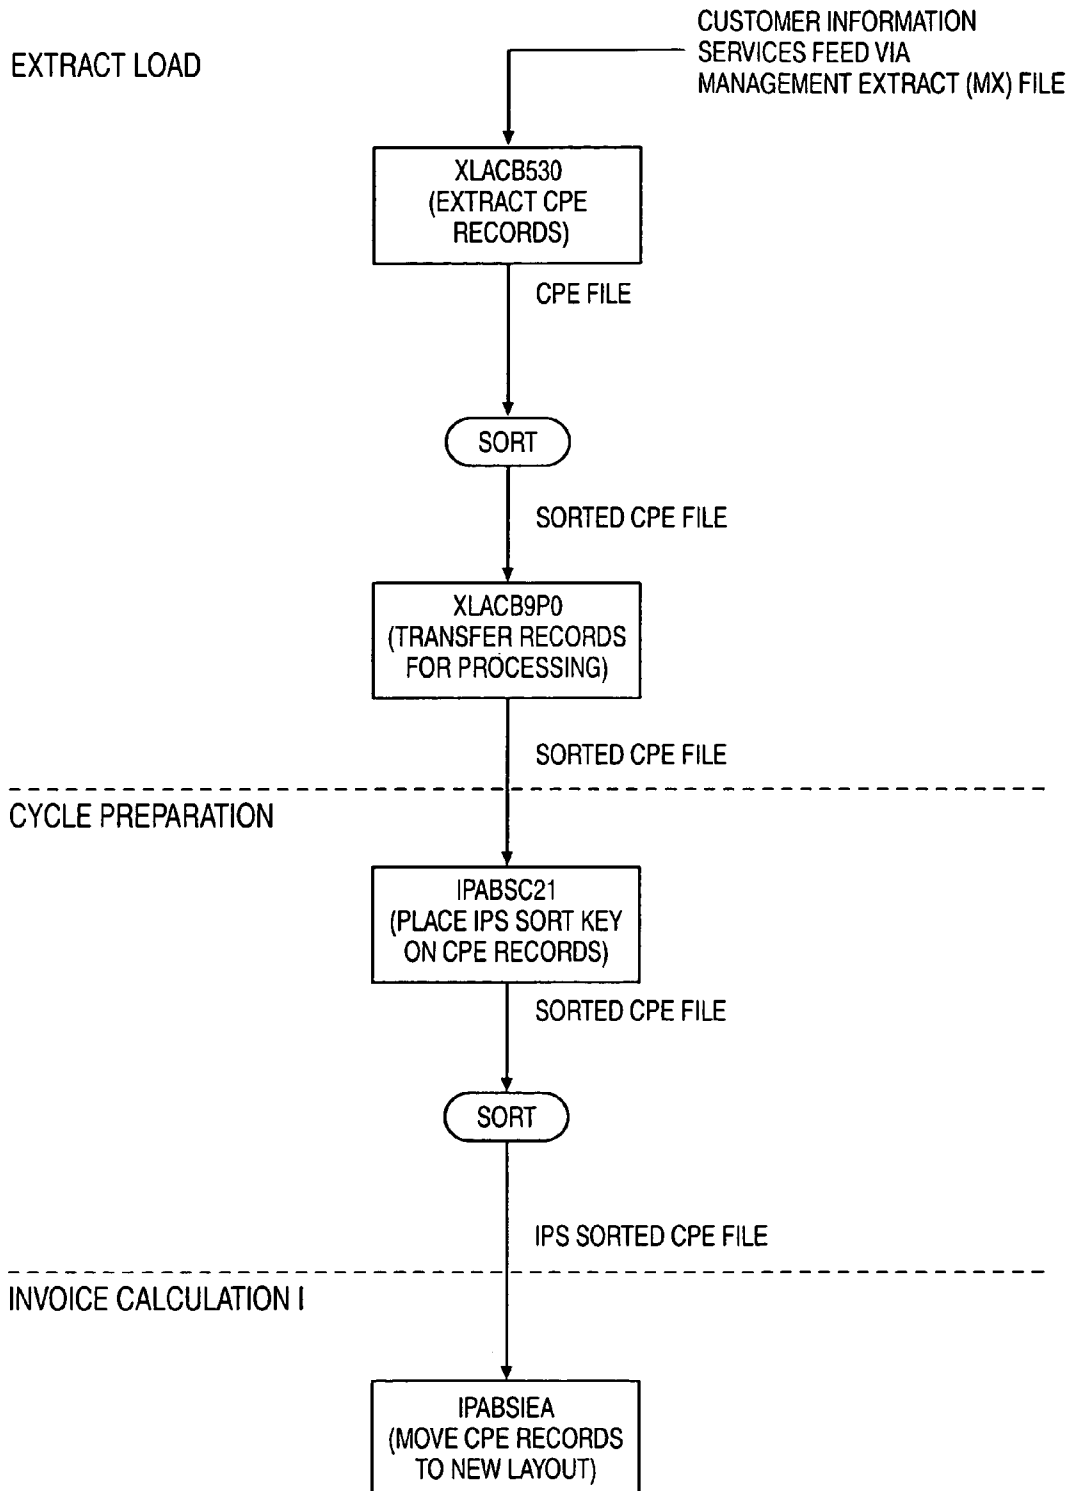 CUSTOMER INFORMATION
SERVICES FEED VIA
MANAGEMENT EXTRACT (MX) FILE
EXTRACT LOAD
XLACB530
(EXTRACT CPE
RECORDS)
CPE FILE
SORT
SORTED CPE FILE
XLACB9P0
(TRANSFER RECORDS
FOR PROCESSING)
SORTED CPE FILE
CYCLE PREPARATION
IPABSC21
(PLACE IPS SORT KEY
ON CPE RECORDS)
SORTED CPE FILE
SORT
IPS SORTED CPE FILE
INVOICE CALCULATION I
IPABSIEA
(MOVE CPE RECORDS
TO NEW LAYOUT)